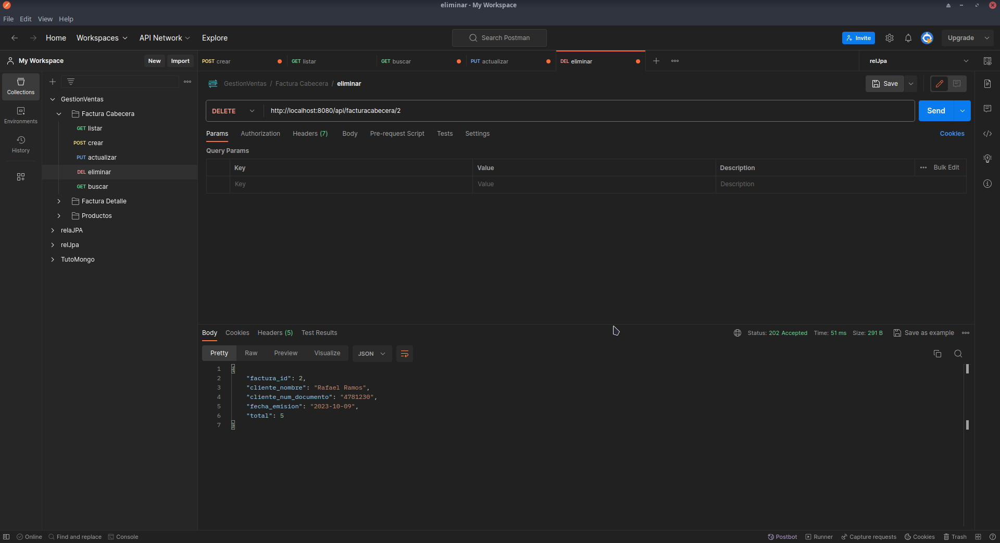 eliminar - My Workspace
File Edit View Help
Home Workspaces API Network Explore
Search Postman
Invite
Upgrade
My Workspace
New Import
POST crear
GET listar
GET buscar
PUT actualizar
DEL eliminar
relJpa
Collections
Environments
History
GestionVentas
Factura Cabecera
GET listar
POST crear
PUT actualizar
DEL eliminar
GET buscar
Factura Detalle
Productos
relaJPA
relJpa
TutoMongo
HTTP GestionVentas / Factura Cabecera / eliminar
Save
DELETE http://localhost:8080/api/facturacabecera/2
Send
Params Authorization Headers (7) Body Pre-request Script Tests Settings
Cookies
Query Params
Key Value Description Bulk Edit
Key Value Description
Body Cookies Headers (5) Test Results
Status: 202 Accepted Time: 51 ms Size: 291 B Save as example
Pretty Raw Preview Visualize JSON
1 {
2 "factura_id": 2,
3 "cliente_nombre": "Rafael Ramos",
4 "cliente_num_documento": "4781230",
5 "fecha_emision": "2023-10-09",
6 "total": 5
7 }
Online Find and replace Console
Postbot Runner Capture requests Cookies Trash